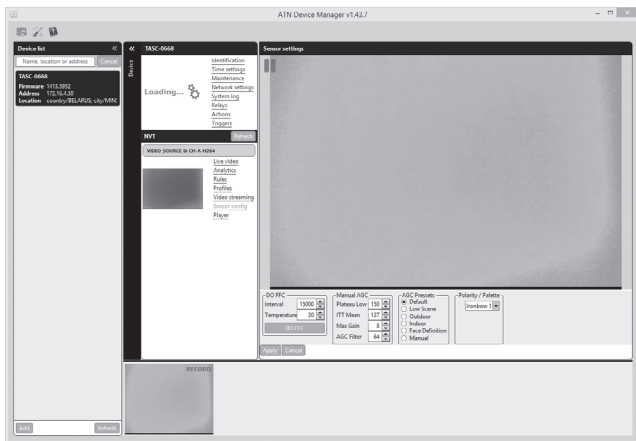 ATN Device Manager v1.43.7
Device list
«
Name, location or address
Cancel
TASC-0668
Firmware 1413.5952
Address 172.16.4.20
Location country/BELARUS; city/MIN
Add
Refresh
«
Device
TASC-0668
Loading...
Identification
Time settings
Maintenance
Network settings
System log
Relays
Actions
Triggers
NVT
Refresh
VIDEO_SOURCE_0: CH-A-H264
Live video
Analytics
Rules
Profiles
Video streaming
Sensor config
Player
Sensor settings
DO FFC
Interval 15000
Temperature 20
DO FFC
Manual AGC
Plateau Low 150
ITT Mean 127
Max Gain 8
AGC Filter 64
AGC Presets
Default
Low Scene
Outdoor
Indoor
Face Definition
Manual
Polarity / Palette
Ironbow 1
Apply
Cancel
RECORD